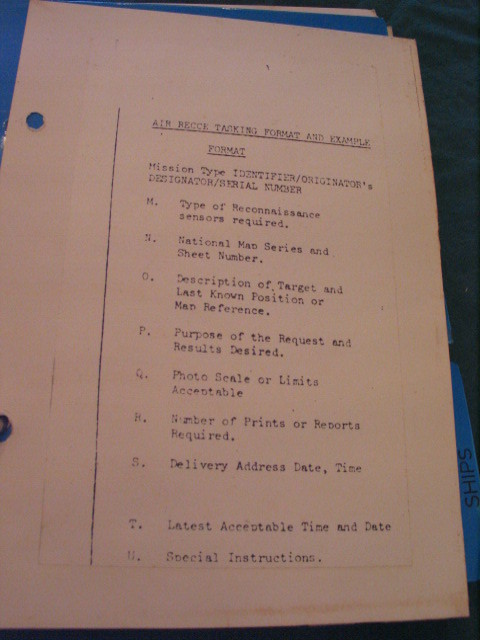 AIR RECCE TASKING FORMAT AND EXAMPLE
FORMAT
Mission Type IDENTIFIER/ORIGINATOR's
DESIGNATOR/SERIAL NUMBER
M. Type of Reconnaissance
sensors required.
N. National Map Series and
Sheet Number.
O. Description of Target and
Last Known Position or
Map Reference.
P. Purpose of the Request and
Results Desired.
Q. Photo Scale or Limits
Acceptable
R. Number of Prints or Reports
Required.
S. Delivery Address Date, Time
T. Latest Acceptable Time and Date
U. Special Instructions.
SHIPS